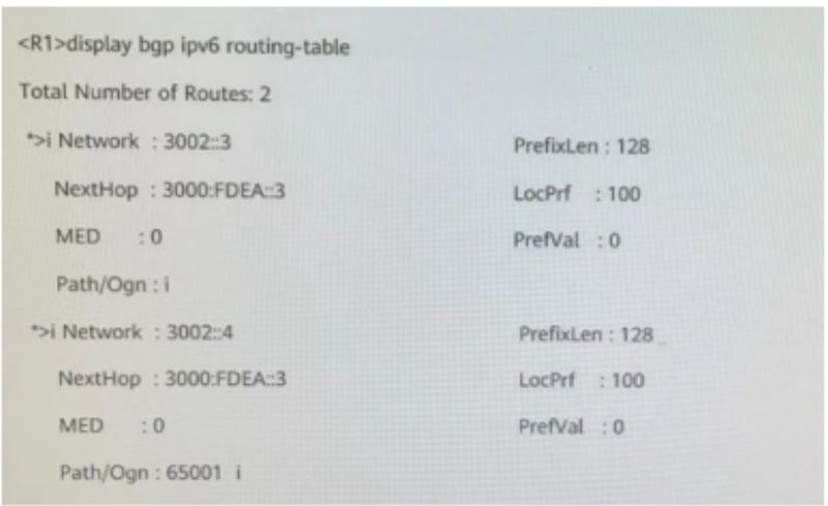 <R1>display bgp ipv6 routing-table
Total Number of Routes: 2
*>i Network : 3002::3 PrefixLen : 128
NextHop : 3000:FDEA::3 LocPrf : 100
MED : 0 PrefVal : 0
Path/Ogn : i
*>i Network : 3002::4 PrefixLen : 128
NextHop : 3000:FDEA::3 LocPrf : 100
MED : 0 PrefVal : 0
Path/Ogn : 65001 i